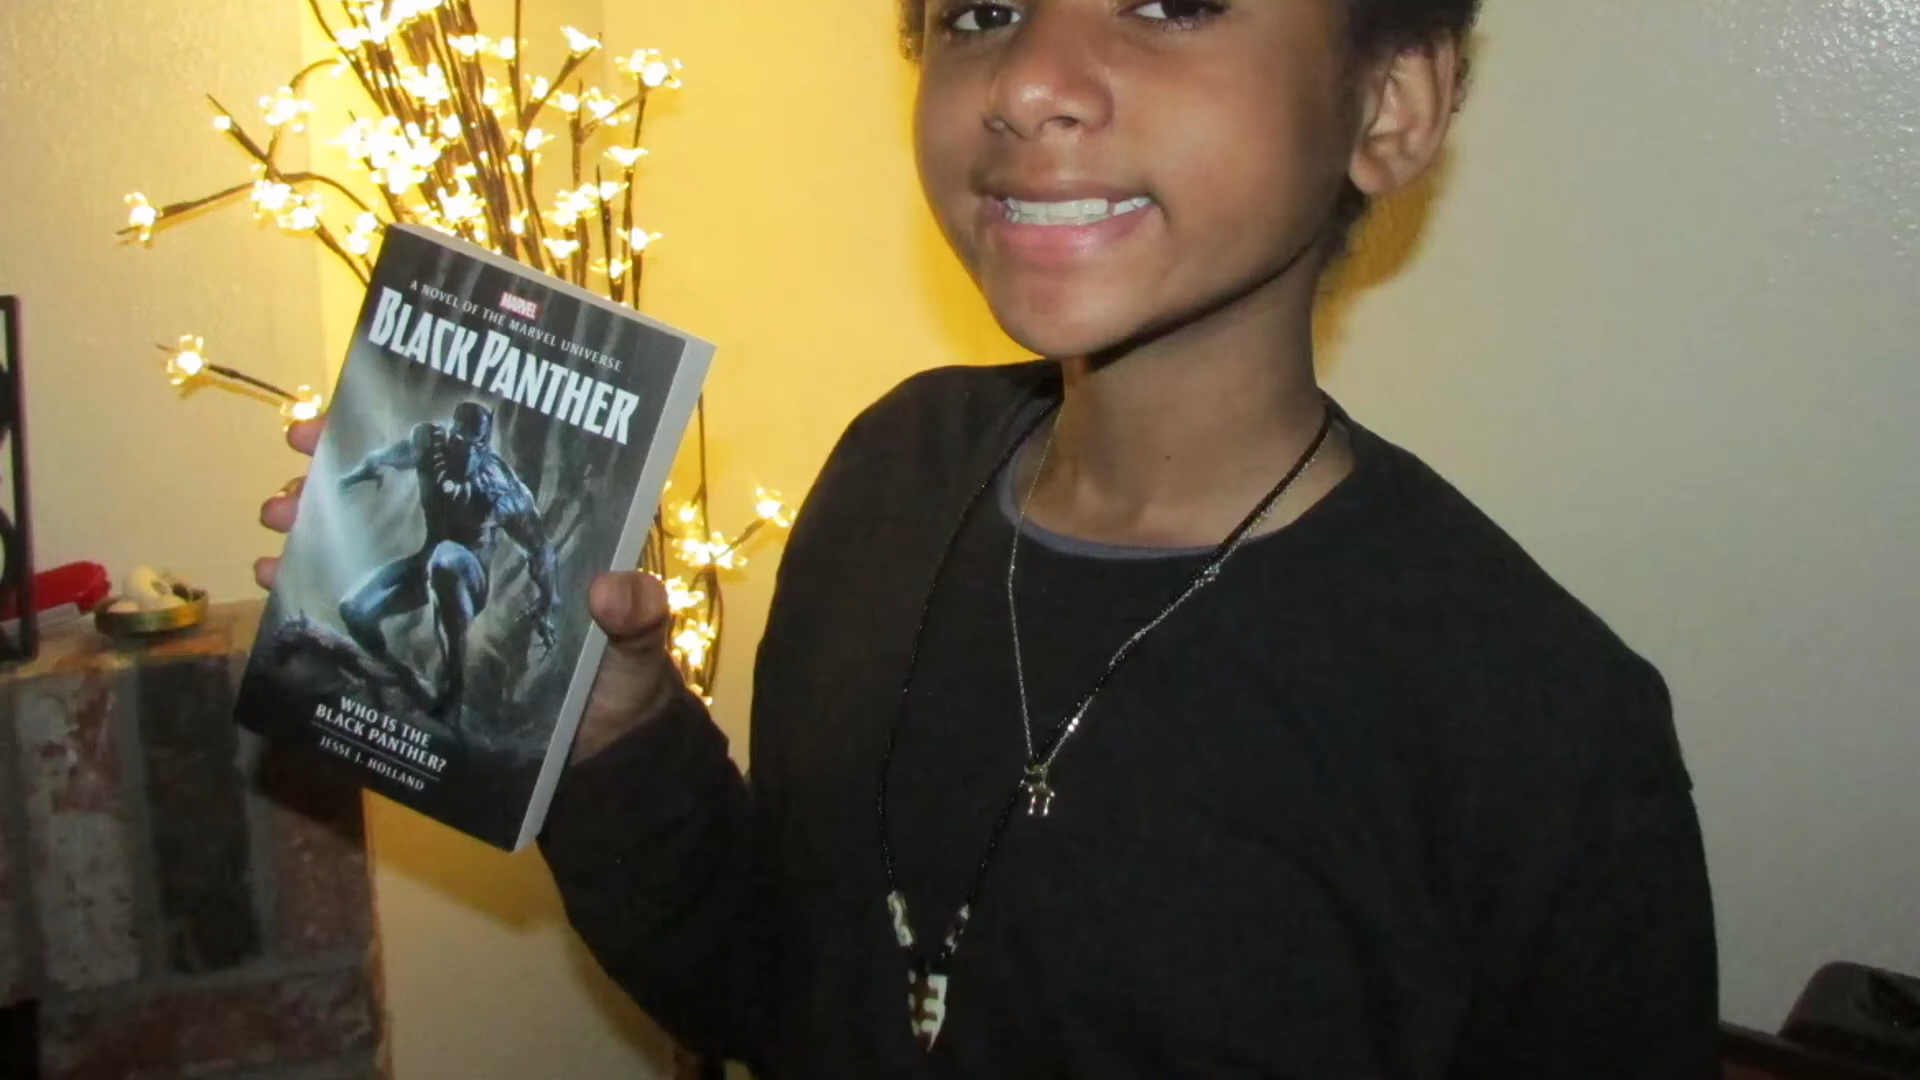 MARVEL
A NOVEL OF THE MARVEL UNIVERSE
BLACK PANTHER
WHO IS THE
BLACK PANTHER?
JESSE J. HOLLAND